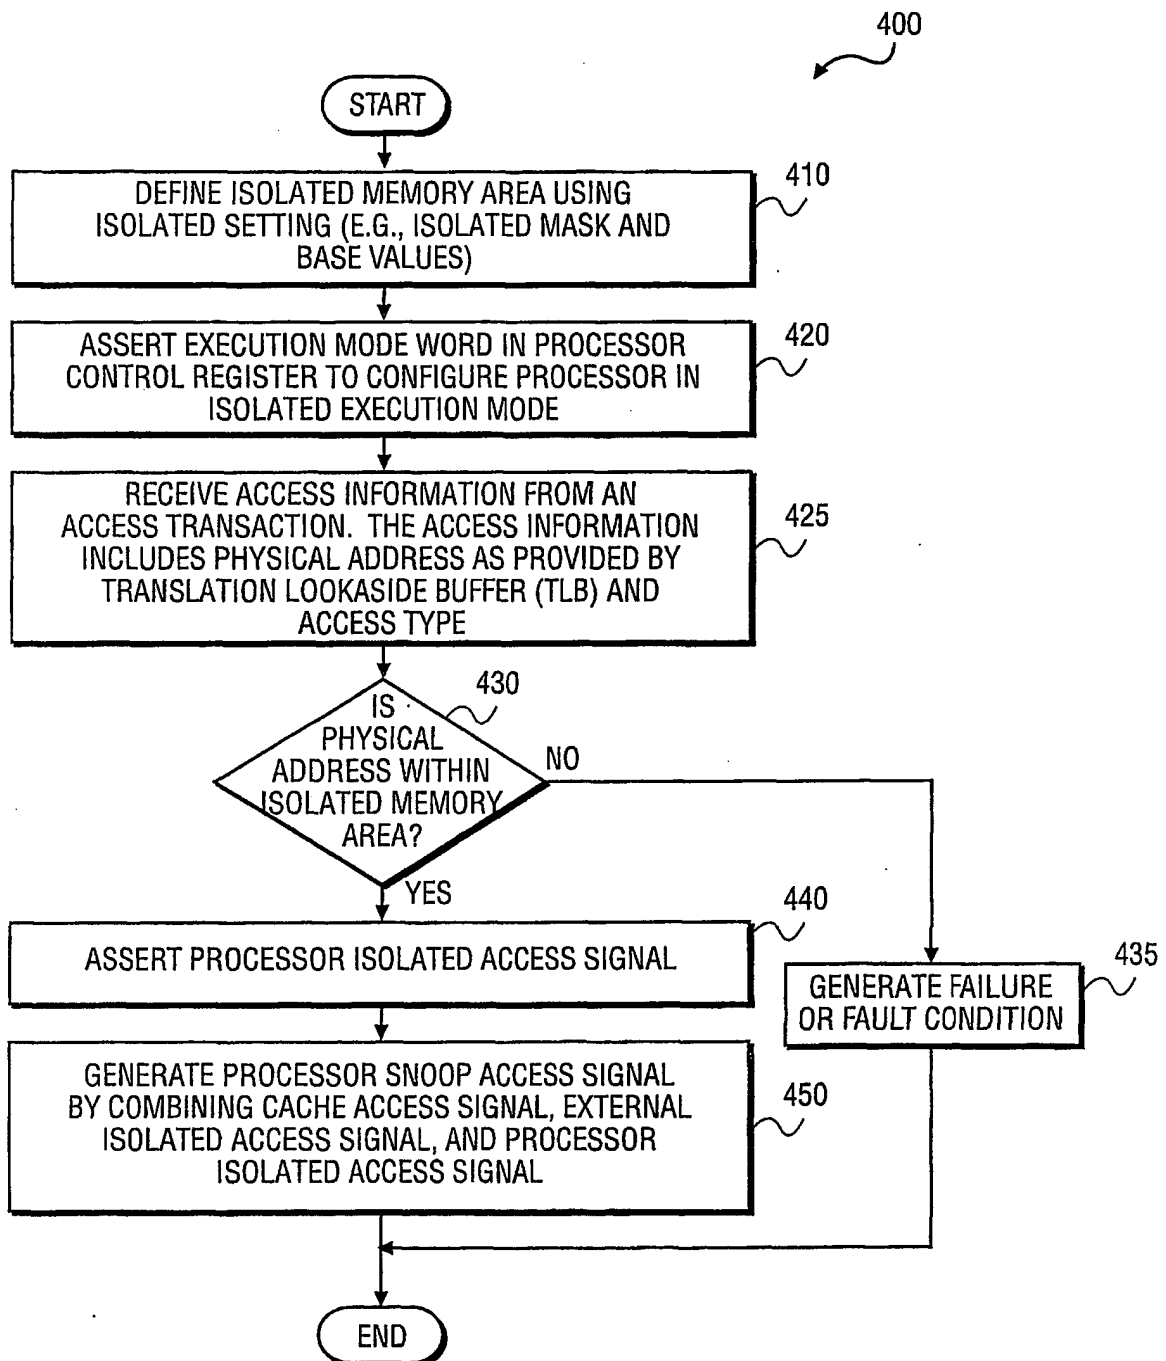 400
START
DEFINE ISOLATED MEMORY AREA USING
ISOLATED SETTING (E.G., ISOLATED MASK AND
BASE VALUES)
410
ASSERT EXECUTION MODE WORD IN PROCESSOR
CONTROL REGISTER TO CONFIGURE PROCESSOR IN
ISOLATED EXECUTION MODE
420
RECEIVE ACCESS INFORMATION FROM AN
ACCESS TRANSACTION. THE ACCESS INFORMATION
INCLUDES PHYSICAL ADDRESS AS PROVIDED BY
TRANSLATION LOOKASIDE BUFFER (TLB) AND
ACCESS TYPE
425
IS
PHYSICAL
ADDRESS WITHIN
ISOLATED MEMORY
AREA?
430
NO
YES
ASSERT PROCESSOR ISOLATED ACCESS SIGNAL
440
GENERATE FAILURE
OR FAULT CONDITION
435
GENERATE PROCESSOR SNOOP ACCESS SIGNAL
BY COMBINING CACHE ACCESS SIGNAL, EXTERNAL
ISOLATED ACCESS SIGNAL, AND PROCESSOR
ISOLATED ACCESS SIGNAL
450
END